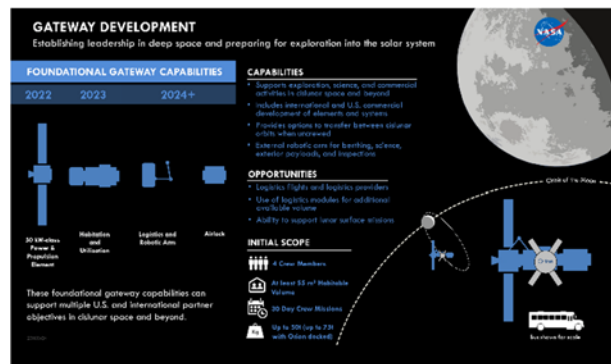 GATEWAY DEVELOPMENT
Establishing leadership in deep space and preparing for exploration into the solar system
NASA
FOUNDATIONAL GATEWAY CAPABILITIES
2022 2023 2024+
50 kW-class
Power &
Propulsion
Element
Habitation
and
Utilization
Logistics and
Robotic Arm
Airlock
These foundational gateway capabilities can
support multiple U.S. and international partner
objectives in cislunar space and beyond.
CAPABILITIES
• Supports exploration, science, and commercial
activities in cislunar space and beyond
• Includes international and U.S. commercial
development of elements and systems
• Provides options to transfer between cislunar
orbits when uncrewed
• External robotic arm for berthing, science,
exterior payloads, and inspections
OPPORTUNITIES
• Logistics flights and logistics providers
• Use of logistics modules for additional
available volume
• Ability to support lunar surface missions
INITIAL SCOPE
4 Crew Members
At least 55 m³ Habitable
Volume
30 Day Crew Missions
Kg
Up to 50t (up to 75t
with Orion docked)
Orbit of the Moon
Orion
bus shown for scale